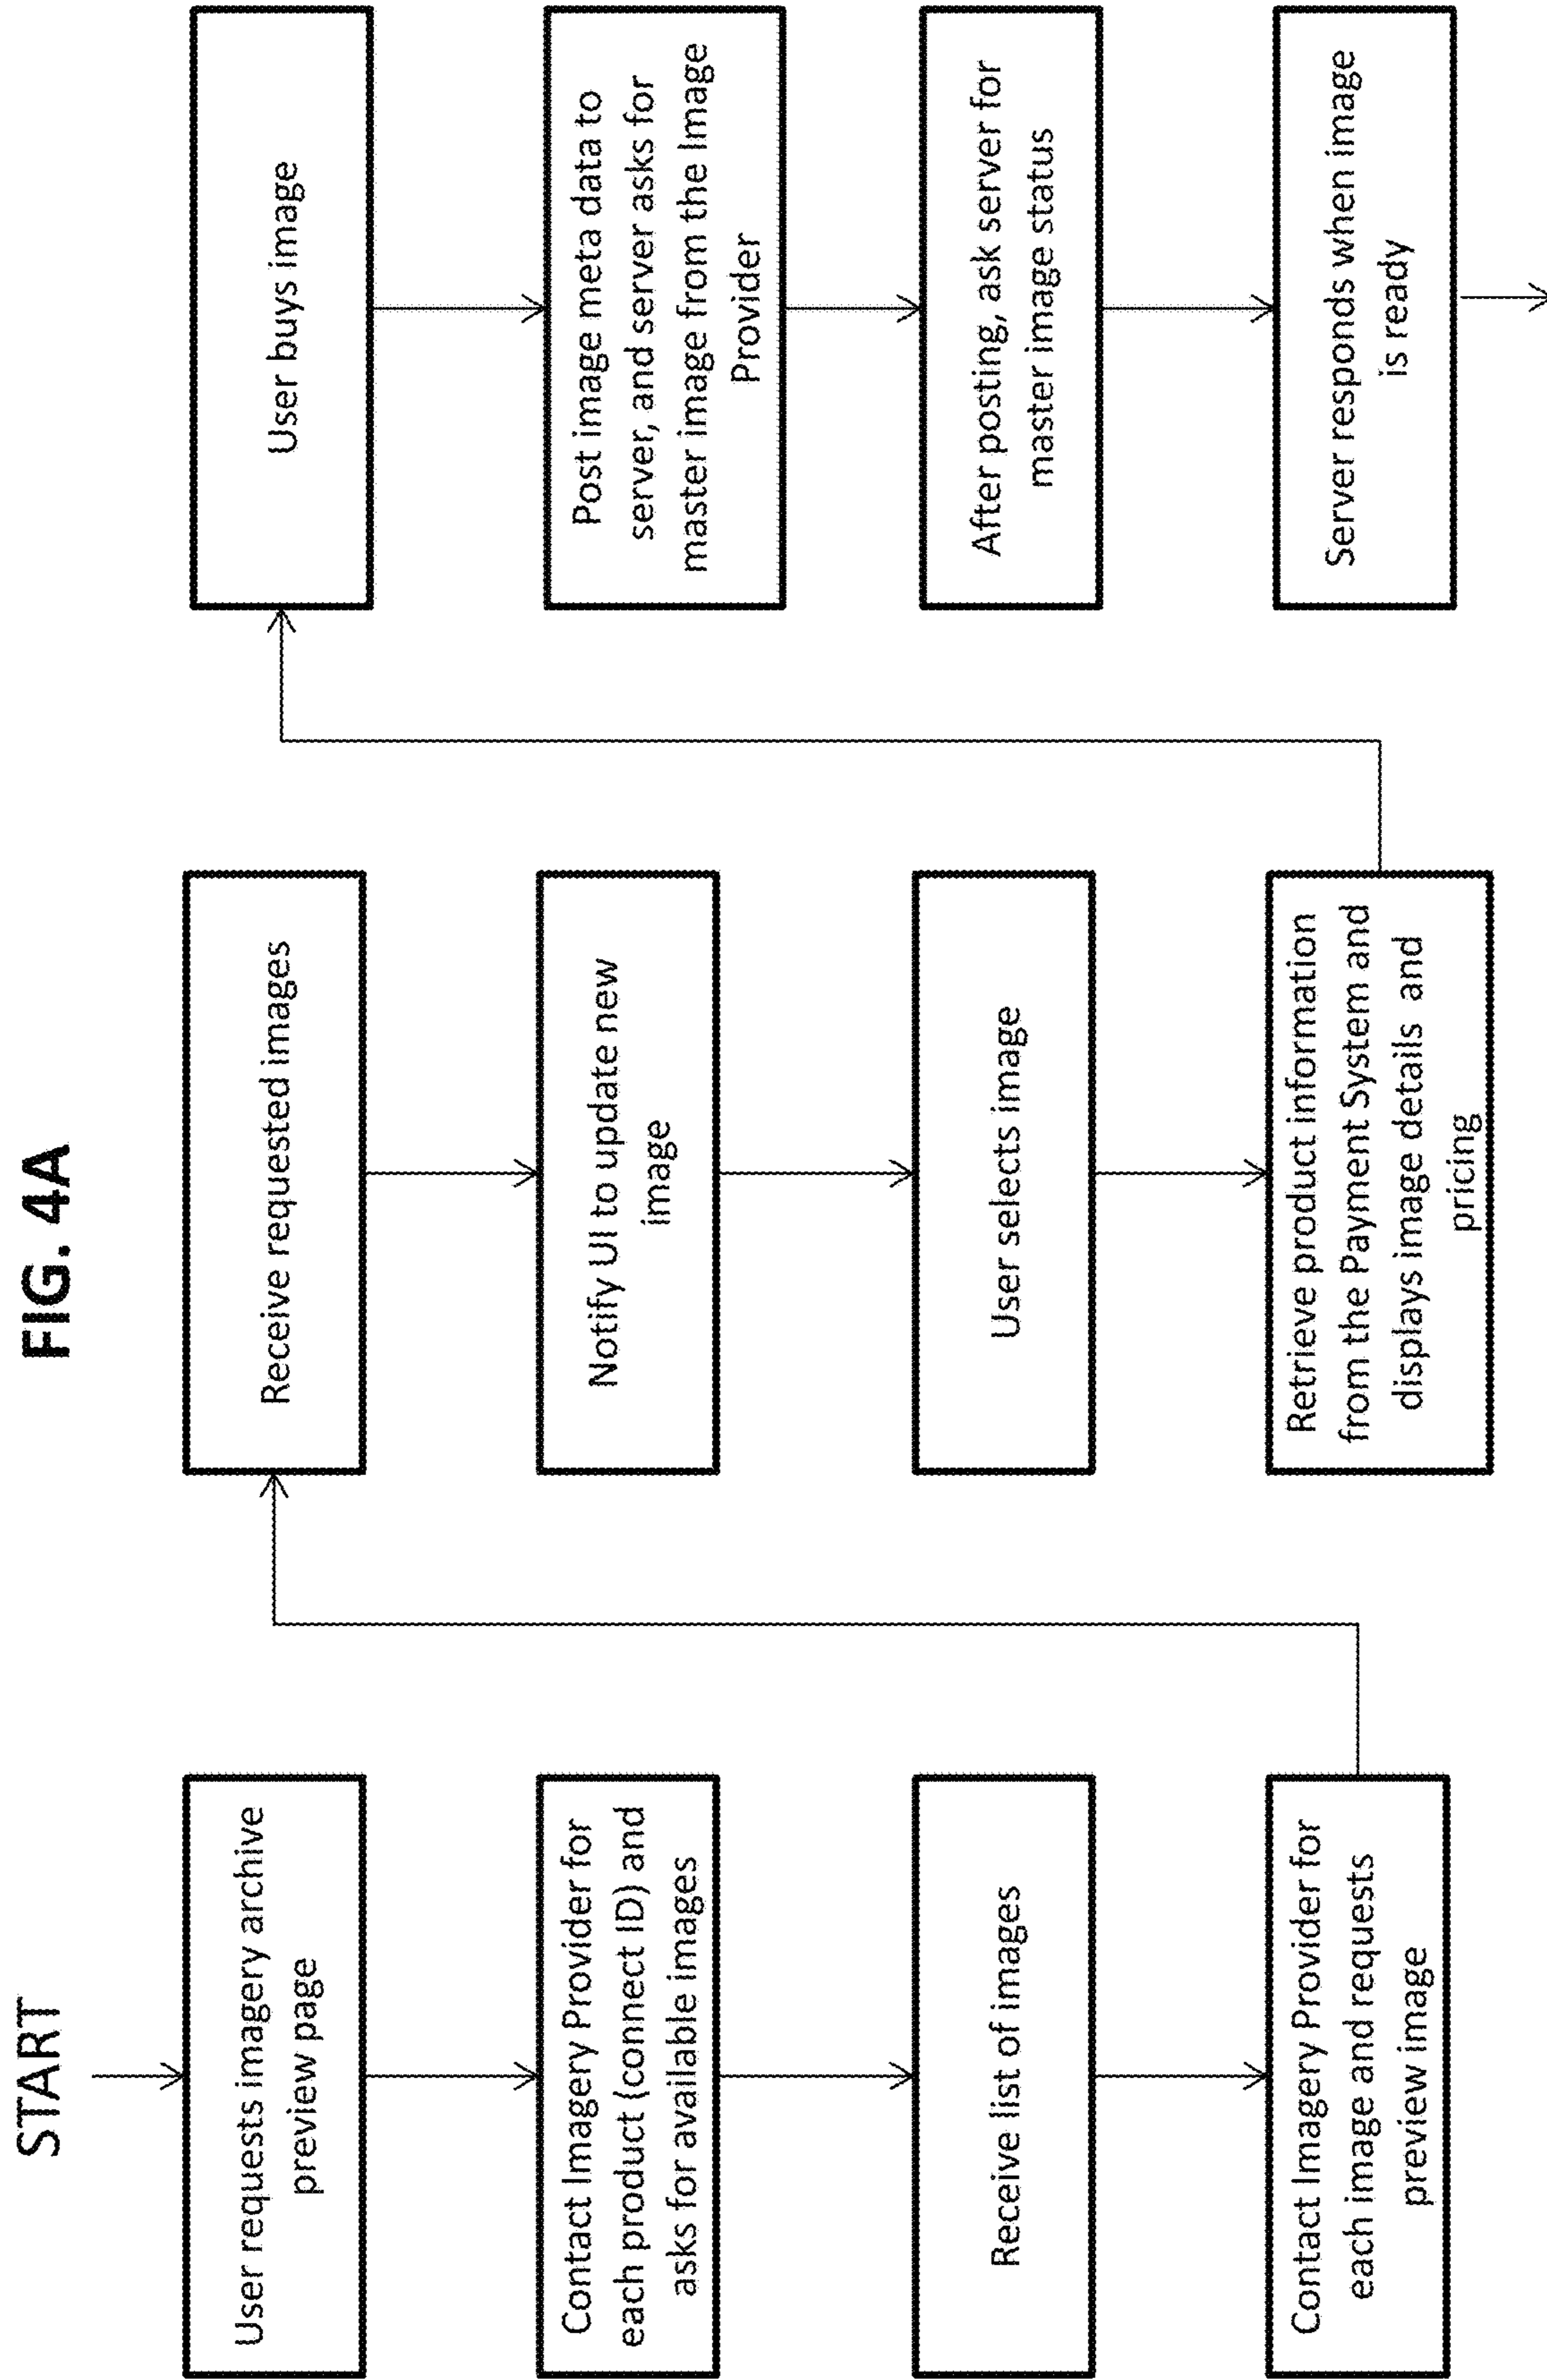 FIG. 4A
START
User requests imagery archive
preview page
Contact Imagery Provider for
each product (connect ID) and
asks for available images
Receive list of images
Contact Imagery Provider for
each image and requests
preview image
Receive requested images
Notify UI to update new
image
User selects image
Retrieve product information
from the Payment System and
displays image details and
pricing
User buys image
Post image meta data to
server, and server asks for
master image from the Image
Provider
After posting, ask server for
master image status
Server responds when image
is ready